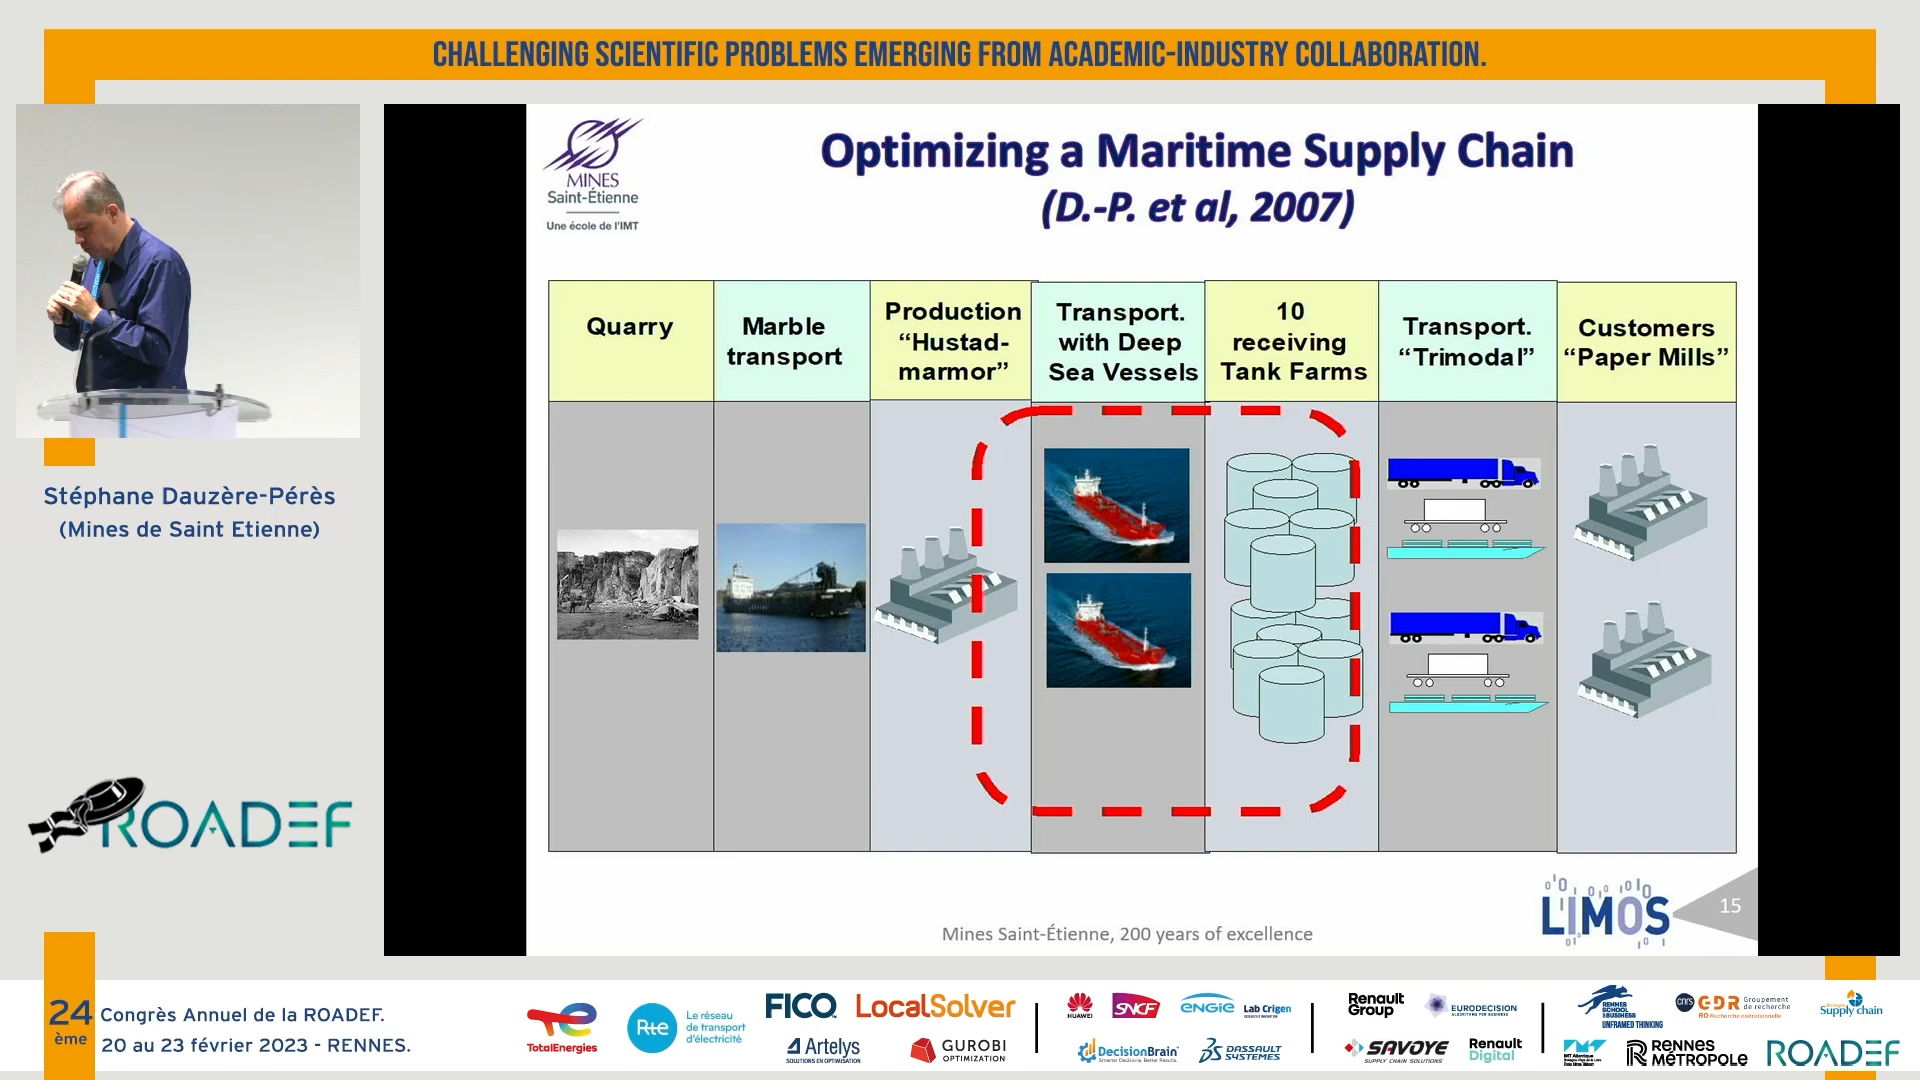 CHALLENGING SCIENTIFIC PROBLEMS EMERGING FROM ACADEMIC-INDUSTRY COLLABORATION.
MINES
Saint-Étienne
Une école de l'IMT
Optimizing a Maritime Supply Chain
(D.-P. et al, 2007)
Quarry
Marble
transport
Production
“Hustad-
marmor”
Transport.
with Deep
Sea Vessels
10
receiving
Tank Farms
Transport.
“Trimodal”
Customers
“Paper Mills”
Stéphane Dauzère-Pérès
(Mines de Saint Etienne)
ROADEF
Mines Saint-Étienne, 200 years of excellence
LIMOS
15
24
ème
Congrès Annuel de la ROADEF.
20 au 23 février 2023 - RENNES.
TotalEnergies
Rte
Le réseau
de transport
d'électricité
FICO
LocalSolver
Artelys
SOLUTIONS EN OPTIMISATION
GUROBI
OPTIMIZATION
HUAWEI
SNCF
ENGIE
Lab Crigen
DecisionBrain
Smarter Decisions. Better Results.
DASSAULT
SYSTEMES
Renault
Group
EURODECISION
SAVOYE
SUPPLY CHAIN SOLUTIONS
Renault
Digital
RENNES
SCHOOL
OF BUSINESS
UNFRAMED THINKING
cnrs
GDR
Groupement
de recherche
RO Recherche opérationnelle
Supply chain
IMT Atlantique
RENNES
MÉTROPOLE
ROADEF